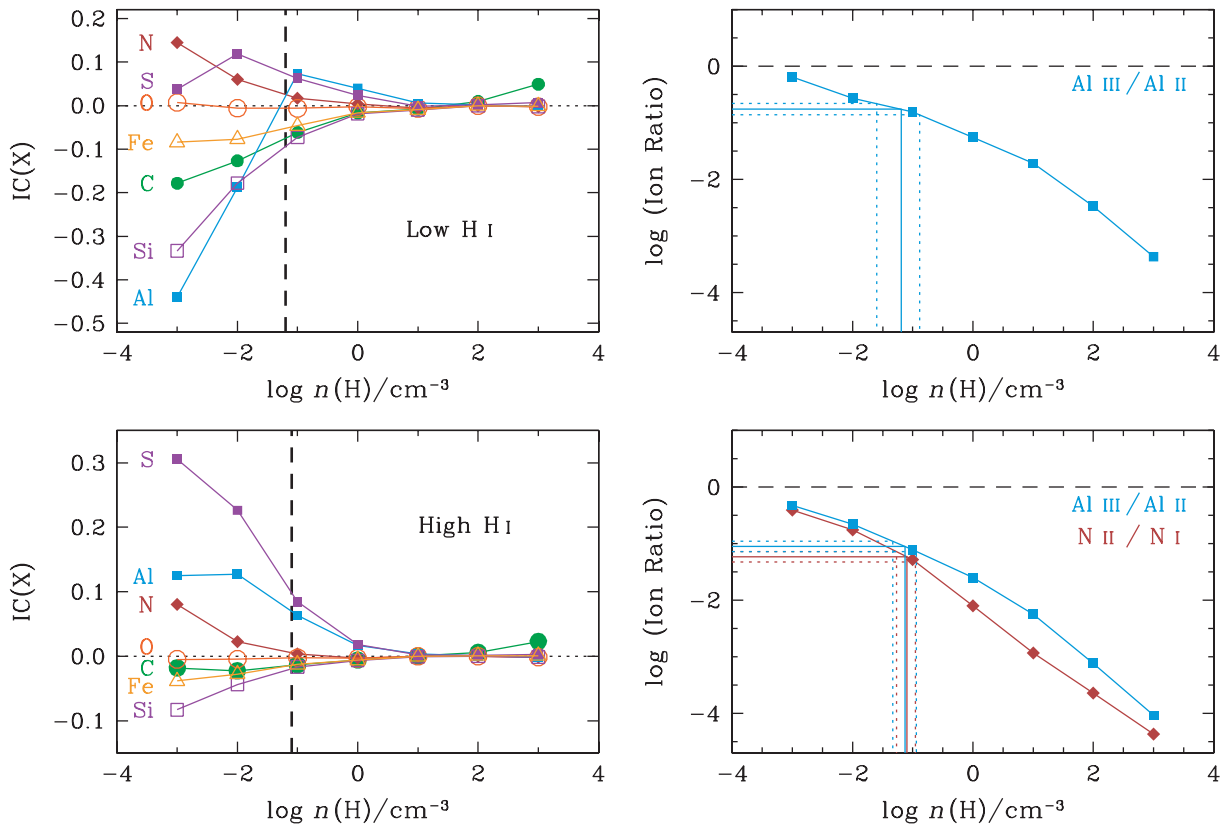 0.2
0.1
0.0
−0.1
−0.2
−0.3
−0.4
−0.5
IC(X)
N
S
O
Fe
C
Si
Al
Low H I
−4 −2 0 2 4
log n(H)/cm⁻³
0
−2
−4
log (Ion Ratio)
Al III/Al II
−4 −2 0 2 4
log n(H)/cm⁻³
0.3
0.2
0.1
0.0
−0.1
IC(X)
S
Al
N
O
C
Fe
Si
High H I
−4 −2 0 2 4
log n(H)/cm⁻³
0
−2
−4
log (Ion Ratio)
Al III/Al II
N II / N I
−4 −2 0 2 4
log n(H)/cm⁻³